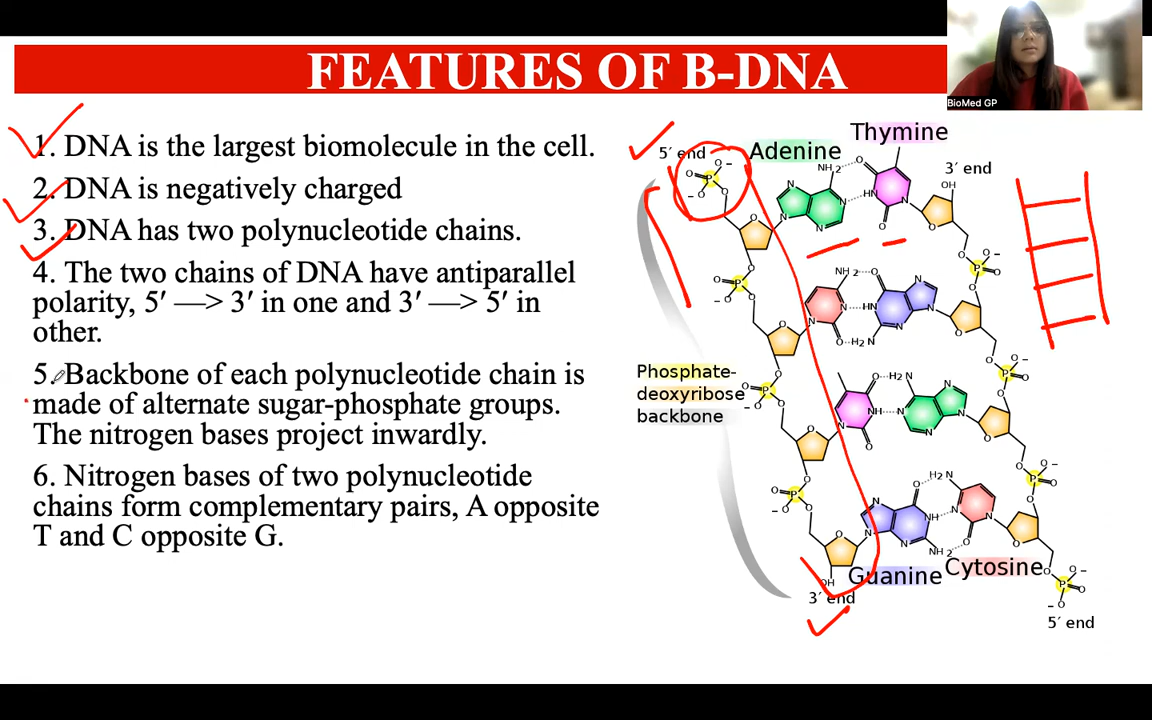 FEATURES OF B-DNA
BioMed GP
1. DNA is the largest biomolecule in the cell.
2. DNA is negatively charged
3. DNA has two polynucleotide chains.
4. The two chains of DNA have antiparallel
polarity, 5′ —> 3′ in one and 3′ —> 5′ in
other.
5. Backbone of each polynucleotide chain is
made of alternate sugar-phosphate groups.
The nitrogen bases project inwardly.
6. Nitrogen bases of two polynucleotide
chains form complementary pairs, A opposite
T and C opposite G.
Thymine
5′ end
Adenine
3′ end
Phosphate-
deoxyribose
backbone
Guanine
Cytosine
3′ end
5′ end